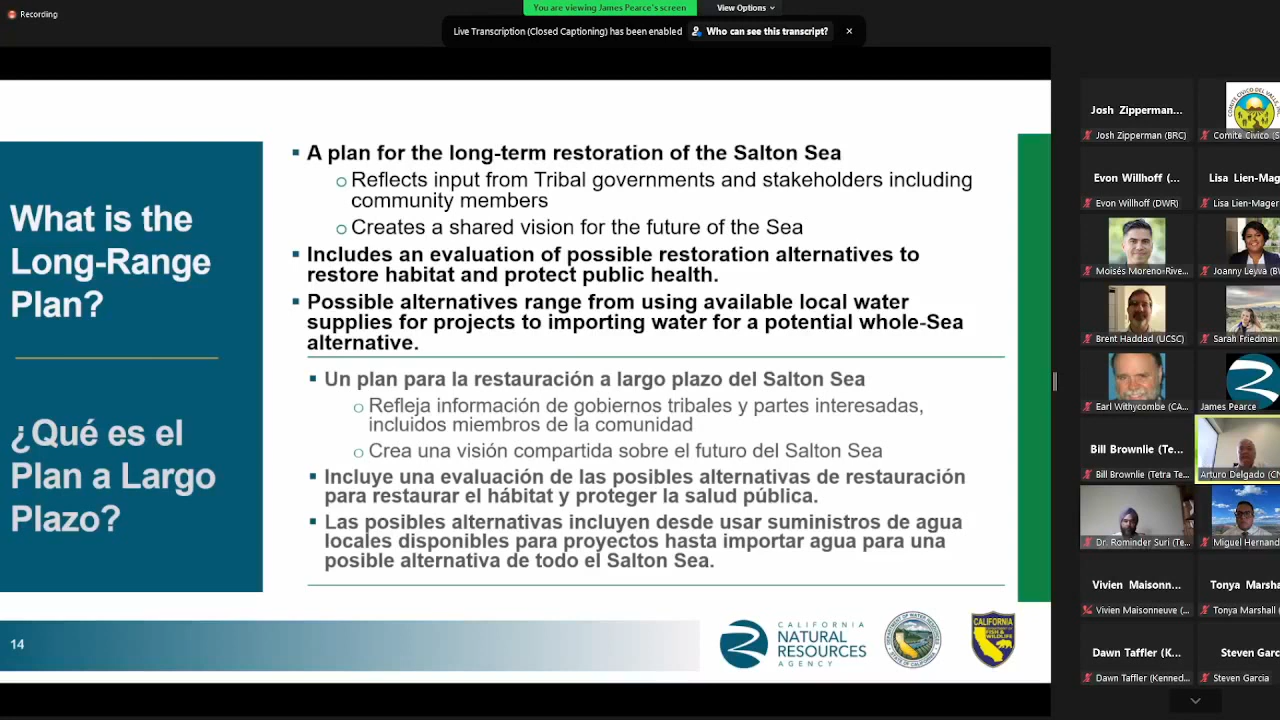 Recording
You are viewing James Pearce's screen
View Options
Live Transcription (Closed Captioning) has been enabled
Who can see this transcript?
What is the
Long-Range
Plan?
¿Qué es el
Plan a Largo
Plazo?
▪ A plan for the long-term restoration of the Salton Sea
o Reflects input from Tribal governments and stakeholders including
community members
o Creates a shared vision for the future of the Sea
▪ Includes an evaluation of possible restoration alternatives to
restore habitat and protect public health.
▪ Possible alternatives range from using available local water
supplies for projects to importing water for a potential whole-Sea
alternative.
▪ Un plan para la restauración a largo plazo del Salton Sea
o Refleja información de gobiernos tribales y partes interesadas,
incluidos miembros de la comunidad
o Crea una visión compartida sobre el futuro del Salton Sea
▪ Incluye una evaluación de las posibles alternativas de restauración
para restaurar el hábitat y proteger la salud pública.
▪ Las posibles alternativas incluyen desde usar suministros de agua
locales disponibles para proyectos hasta importar agua para una
posible alternativa de todo el Salton Sea.
14
CALIFORNIA
NATURAL
RESOURCES
AGENCY
CALIFORNIA
FISH &
WILDLIFE
Josh Zipperman...
Josh Zipperman (BRC)
Comite Civico (S
Evon Willhoff (...
Lisa Lien-Mager
Evon Willhoff (DWR)
Lisa Lien-Mager
Moisés Moreno-Rive...
Joanny Leyva (B
Brent Haddad (UCSC)
Sarah Friedman
Earl Withycombe (CA...
James Pearce
Bill Brownlie (Te...
Bill Brownlie (Tetra Te...
Arturo Delgado (CN
Dr. Rominder Suri (Te...
Miguel Hernand
Vivien Maisonn...
Tonya Marsha
Vivien Maisonneuve (...
Tonya Marshall (
Dawn Taffler (K...
Steven Garc
Dawn Taffler (Kenned...
Steven Garcia